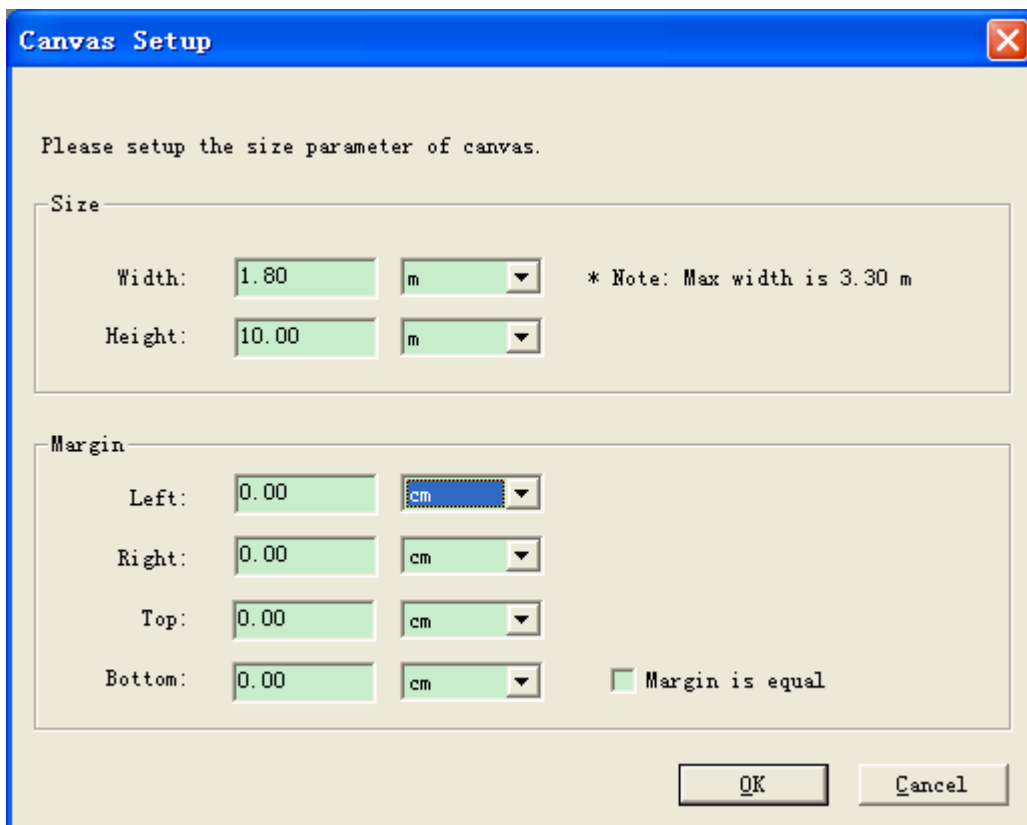 Canvas Setup
Please setup the size parameter of canvas.
Size
Width: 1.80 m * Note: Max width is 3.30 m
Height: 10.00 m
Margin
Left: 0.00 cm
Right: 0.00 cm
Top: 0.00 cm
Bottom: 0.00 cm Margin is equal
OK Cancel